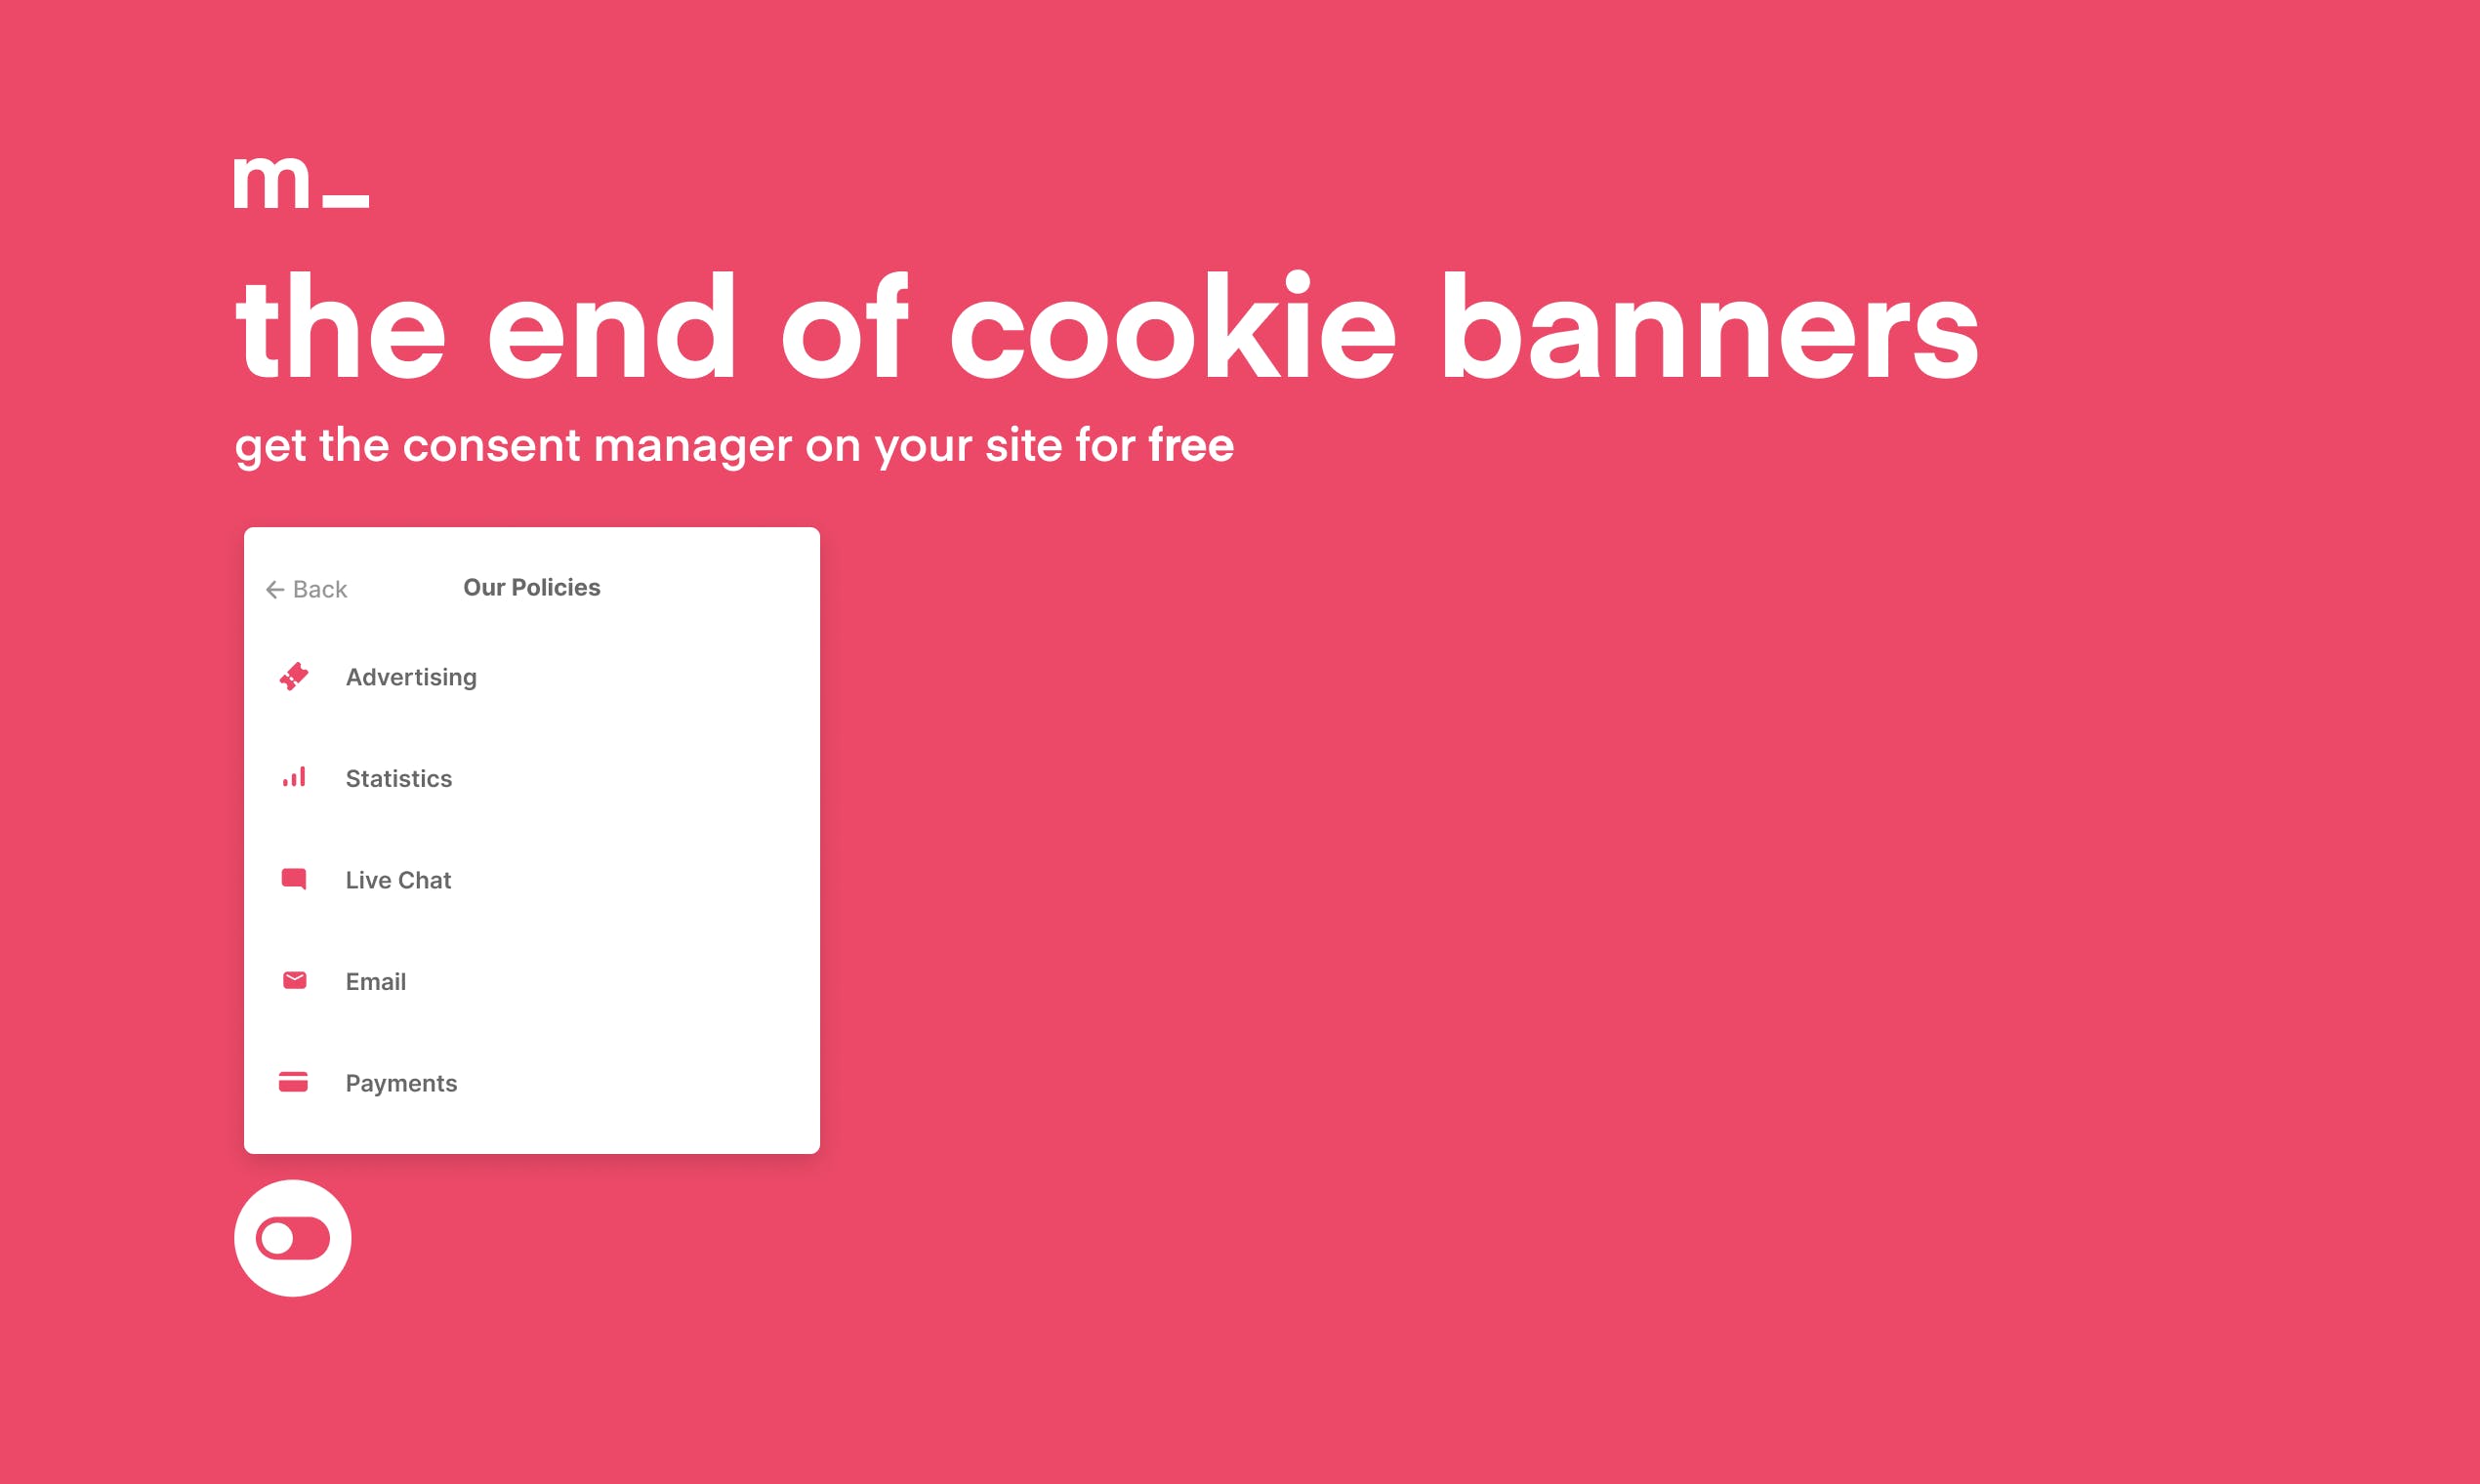 m_
the end of cookie banners
get the consent manager on your site for free
← Back
Our Policies
Advertising
Statistics
Live Chat
Email
Payments